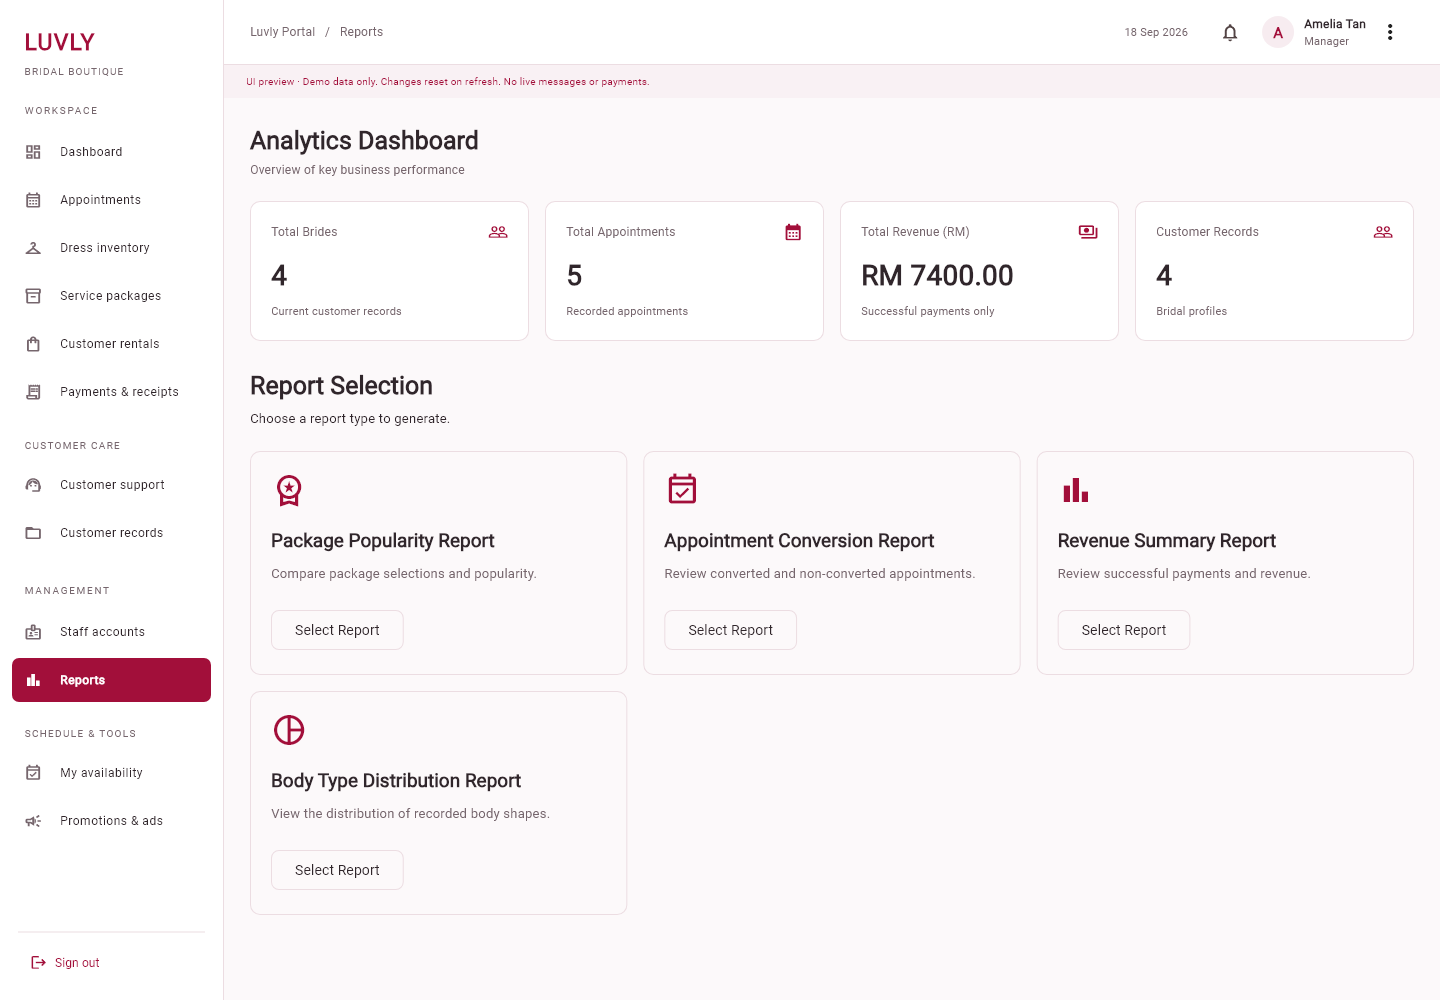 LUVLY
BRIDAL BOUTIQUE
WORKSPACE
Dashboard
Appointments
Dress inventory
Service packages
Customer rentals
Payments & receipts
CUSTOMER CARE
Customer support
Customer records
MANAGEMENT
Staff accounts
Reports
SCHEDULE & TOOLS
My availability
Promotions & ads
Sign out
Luvly Portal / Reports
18 Sep 2026
A
Amelia Tan
Manager
UI preview · Demo data only. Changes reset on refresh. No live messages or payments.
Analytics Dashboard
Overview of key business performance
Total Brides
4
Current customer records
Total Appointments
5
Recorded appointments
Total Revenue (RM)
RM 7400.00
Successful payments only
Customer Records
4
Bridal profiles
Report Selection
Choose a report type to generate.
Package Popularity Report
Compare package selections and popularity.
Select Report
Appointment Conversion Report
Review converted and non-converted appointments.
Select Report
Revenue Summary Report
Review successful payments and revenue.
Select Report
Body Type Distribution Report
View the distribution of recorded body shapes.
Select Report